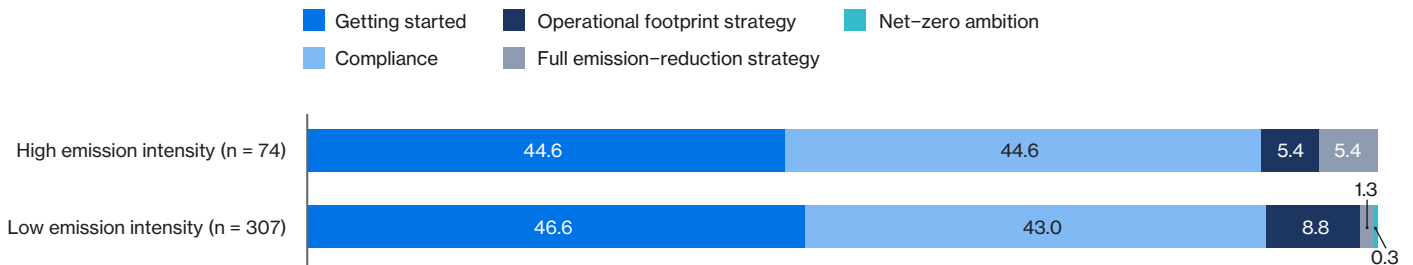 Getting started
Operational footprint strategy
Net-zero ambition
Compliance
Full emission-reduction strategy
High emission intensity (n = 74)
44.6
44.6
5.4
5.4
1.3
Low emission intensity (n = 307)
46.6
43.0
8.8
0.3